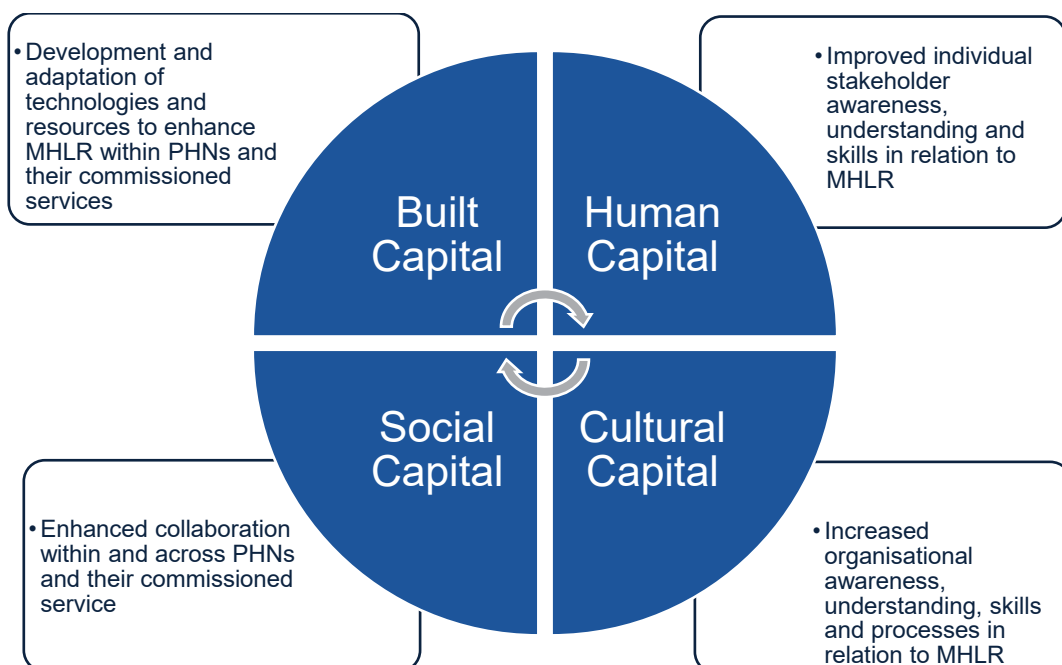 • Development and
adaptation of
technologies and
resources to enhance
MHLR within PHNs and
their commissioned
services
• Improved individual
stakeholder
awareness,
understanding and
skills in relation to
MHLR
Built
Capital
Human
Capital
Social
Capital
Cultural
Capital
• Enhanced collaboration
within and across PHNs
and their commissioned
service
• Increased
organisational
awareness,
understanding, skills
and processes in
relation to MHLR